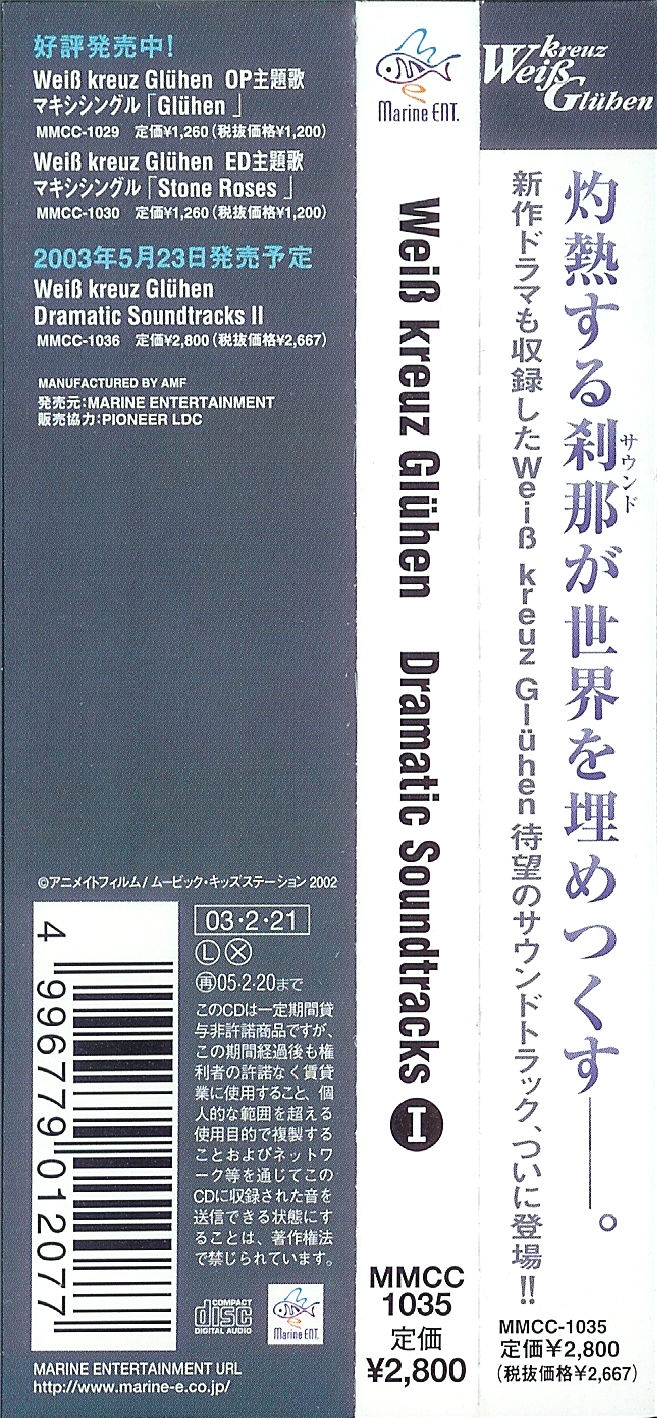 好評発売中!
Weiß kreuz Glühen OP主題歌
マキシシングル「Glühen 」
MMCC-1029 定価¥1,260(税抜価格¥1,200)
Weiß kreuz Glühen ED主題歌
マキシシングル「Stone Roses 」
MMCC-1030 定価¥1,260(税抜価格¥1,200)
2003年5月23日発売予定
Weiß kreuz Glühen
Dramatic Soundtracks II
MMCC-1036 定価¥2,800(税抜価格¥2,667)
MANUFACTURED BY AMF
発売元:MARINE ENTERTAINMENT
販売協力:PIONEER LDC
©アニメイトフィルム/ムービック・キッズステーション 2002
4 996779 012077
03・2・21
Ⓛ Ⓧ
再05・2・20まで
このCDは一定期間貸
与非許諾商品ですが、
この期間経過後も権
利者の許諾なく賃貸
業に使用すること、個
人的な範囲を超える
使用目的で複製する
ことおよびネットワ
ーク等を通じてこの
CDに収録された音を
送信できる状態にす
ることは、著作権法
で禁じられています。
COMPACT
disc
DIGITAL AUDIO
Marine ENT.
MARINE ENTERTAINMENT URL
http://www.marine-e.co.jp/
Marine ENT.
Weiß kreuz Glühen Dramatic Soundtracks I
MMCC
1035
定価
¥2,800
Weiß kreuz Glühen
灼熱する刹那が世界を埋めつくす──。
サウンド
新作ドラマも収録したWeiß kreuz Glühen 待望のサウンドトラック、ついに登場!!
MMCC-1035
定価¥2,800
(税抜価格¥2,667)